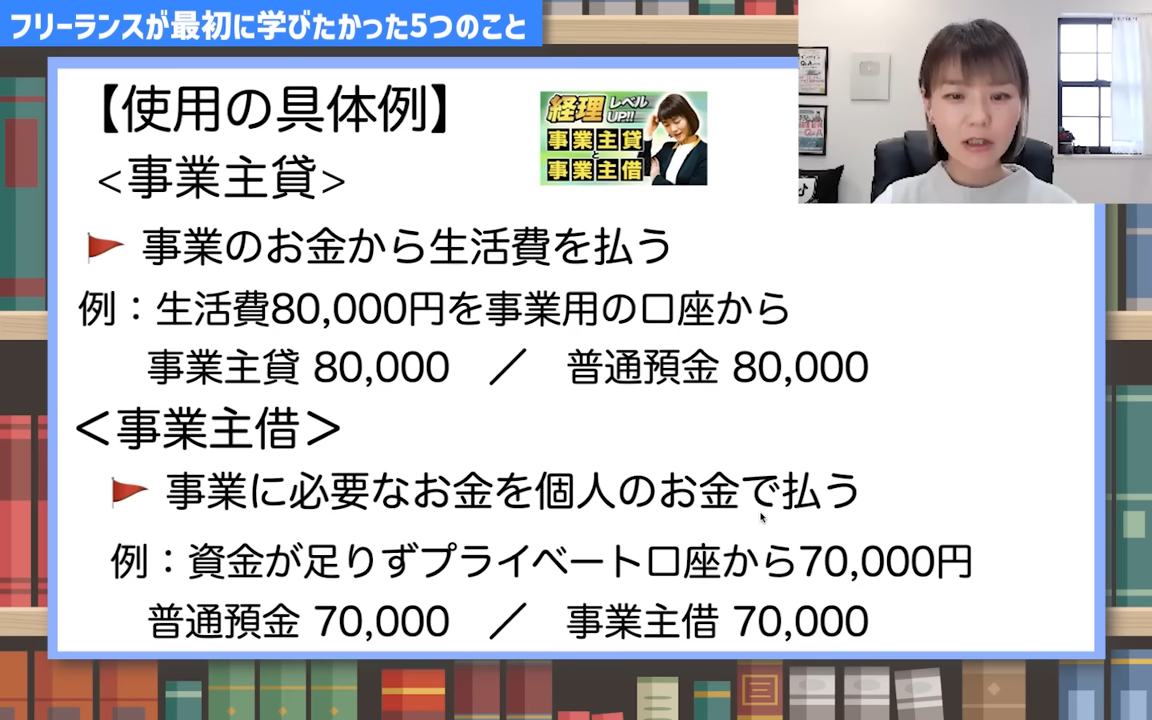 フリーランスが最初に学びたかった5つのこと
【使用の具体例】
経理レベルUP!!
事業主貸
と
事業主借
<事業主貸>
事業のお金から生活費を払う
例：生活費80,000円を事業用の口座から
事業主貸 80,000 ／ 普通預金 80,000
＜事業主借＞
事業に必要なお金を個人のお金で払う
例：資金が足りずプライベート口座から70,000円
普通預金 70,000 ／ 事業主借 70,000